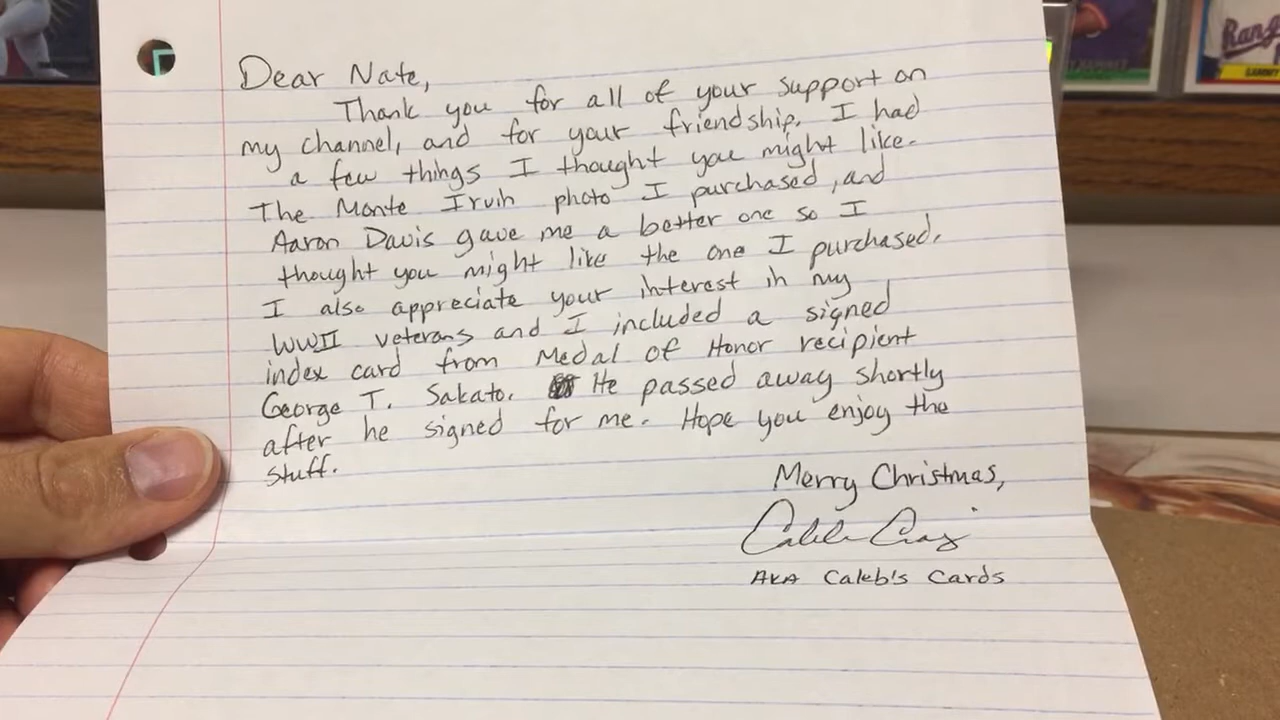 Dear Nate,
Thank you for all of your support on
my channel, and for your friendship. I had
a few things I thought you might like.
The Monte Irvin photo I purchased, and
Aaron Davis gave me a better one so I
thought you might like the one I purchased.
I also appreciate your interest in my
WWII veterans and I included a signed
index card from Medal of Honor recipient
George T. Sakato. He passed away shortly
after he signed for me. Hope you enjoy the
stuff.
Merry Christmas,
Caleb Craig
AKA Caleb's Cards
Rang
SAMMY